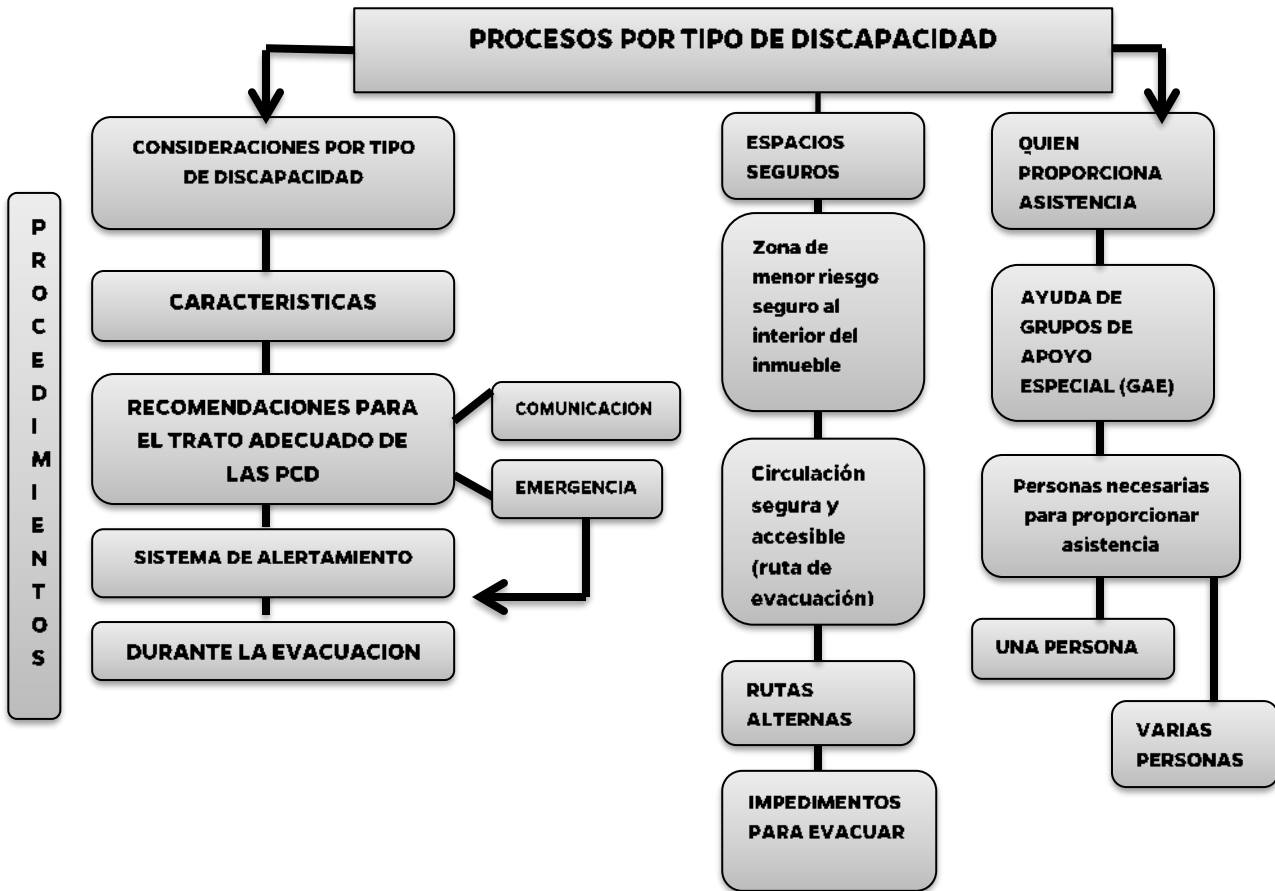 PROCESOS POR TIPO DE DISCAPACIDAD
PROCEDIMIENTOS
CONSIDERACIONES POR TIPO
DE DISCAPACIDAD
CARACTERISTICAS
RECOMENDACIONES PARA
EL TRATO ADECUADO DE
LAS PCD
COMUNICACION
EMERGENCIA
SISTEMA DE ALERTAMIENTO
DURANTE LA EVACUACION
ESPACIOS
SEGUROS
Zona de
menor riesgo
seguro al
interior del
inmueble
Circulación
segura y
accesible
(ruta de
evacuación)
RUTAS
ALTERNAS
IMPEDIMENTOS
PARA EVACUAR
QUIEN
PROPORCIONA
ASISTENCIA
AYUDA DE
GRUPOS DE
APOYO
ESPECIAL (GAE)
Personas necesarias
para proporcionar
asistencia
UNA PERSONA
VARIAS
PERSONAS